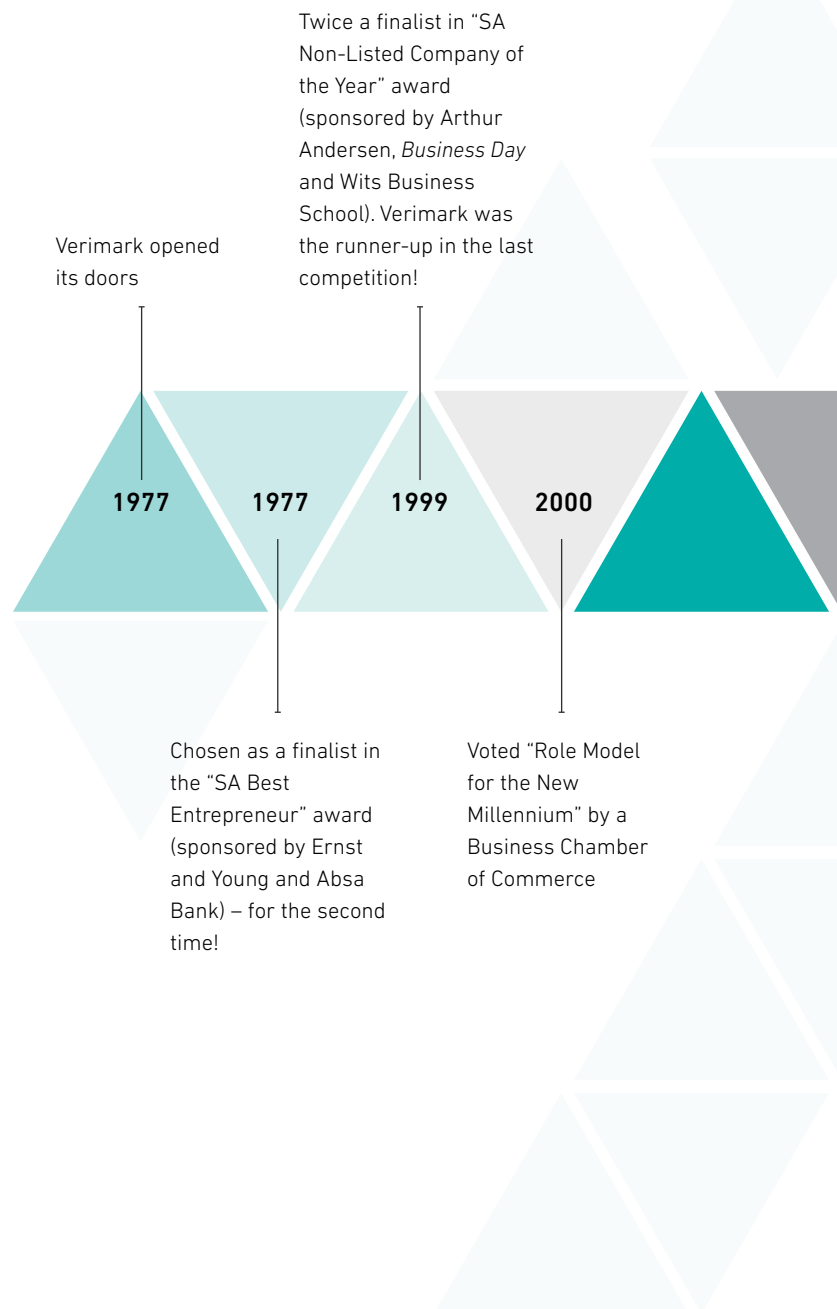 Twice a finalist in “SA
Non-Listed Company of
the Year” award
(sponsored by Arthur
Andersen, Business Day
and Wits Business
School). Verimark was
the runner-up in the last
competition!
Verimark opened
its doors
1977
1977
1999
2000
Chosen as a finalist in
the “SA Best
Entrepreneur” award
(sponsored by Ernst
and Young and Absa
Bank) – for the second
time!
Voted “Role Model
for the New
Millennium” by a
Business Chamber
of Commerce